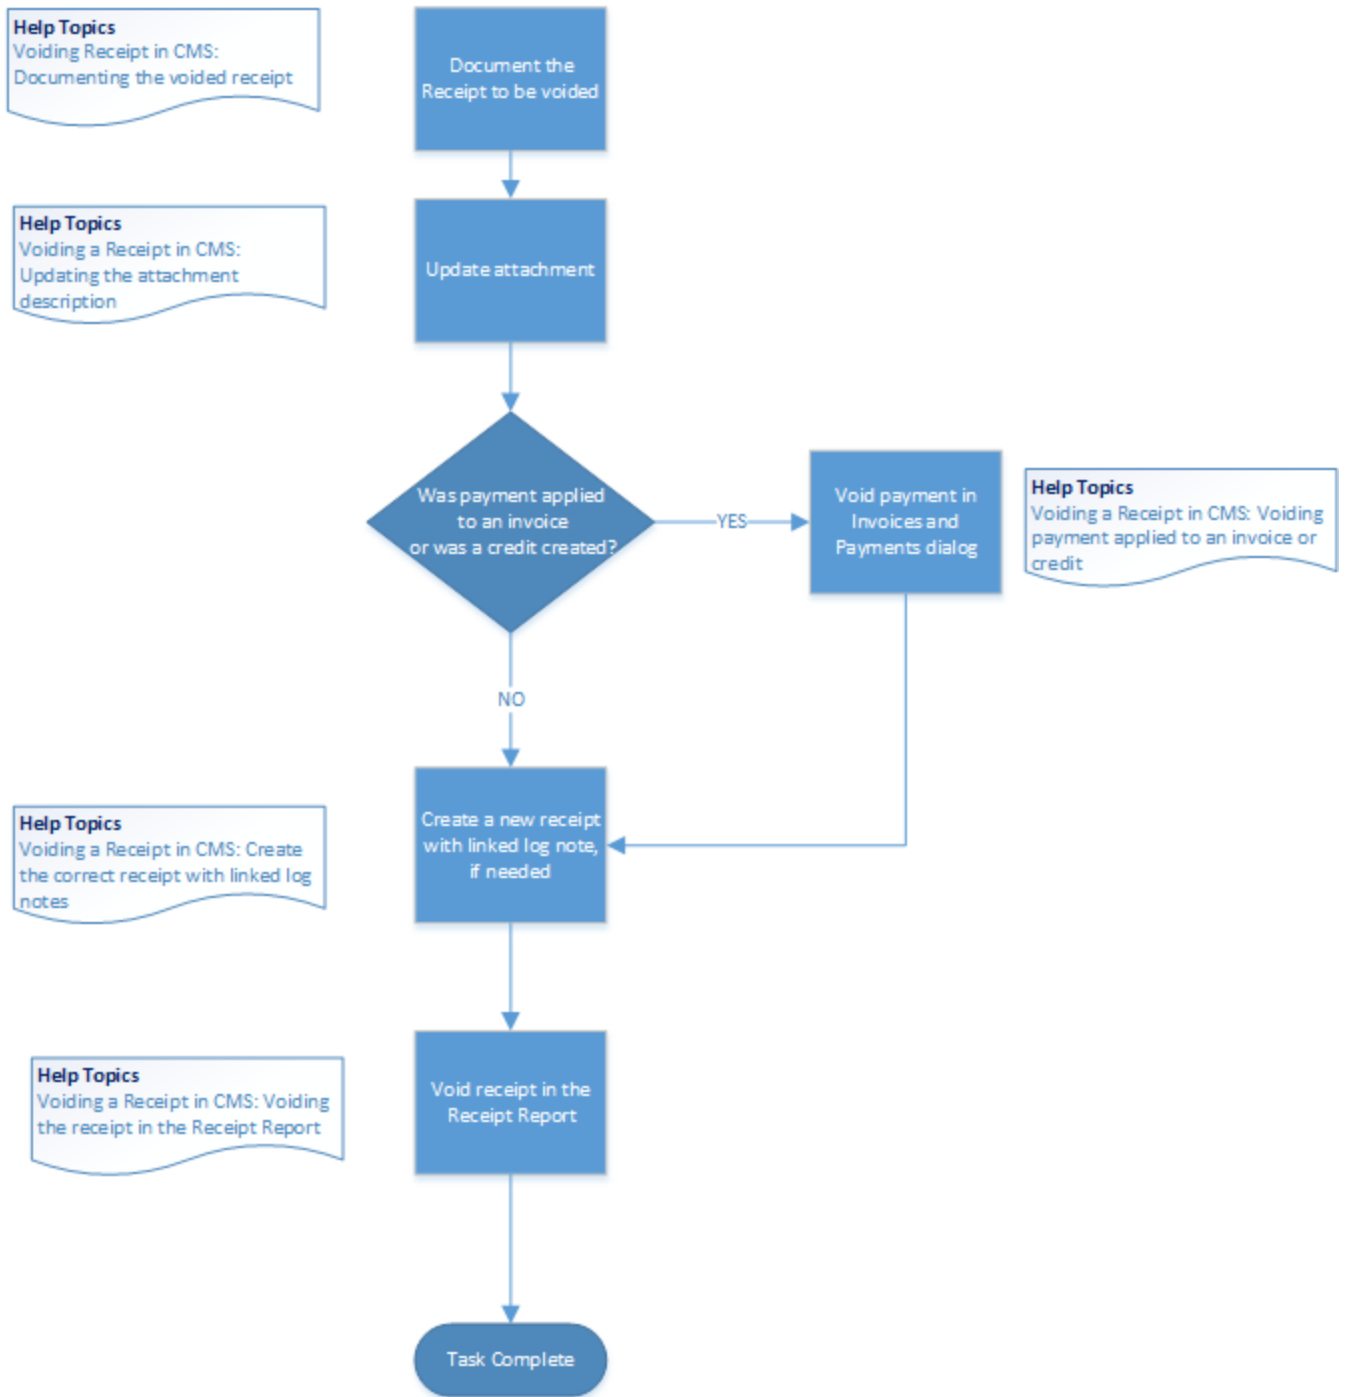 Help Topics
Voiding Receipt in CMS:
Documenting the voided receipt
Document the
Receipt to be voided
Help Topics
Voiding a Receipt in CMS:
Updating the attachment
description
Update attachment
Was payment applied
to an invoice
or was a credit created?
YES
Void payment in
Invoices and
Payments dialog
Help Topics
Voiding a Receipt in CMS: Voiding
payment applied to an invoice or
credit
NO
Help Topics
Voiding a Receipt in CMS: Create
the correct receipt with linked log
notes
Create a new receipt
with linked log note,
if needed
Help Topics
Voiding a Receipt in CMS: Voiding
the receipt in the Receipt Report
Void receipt in the
Receipt Report
Task Complete